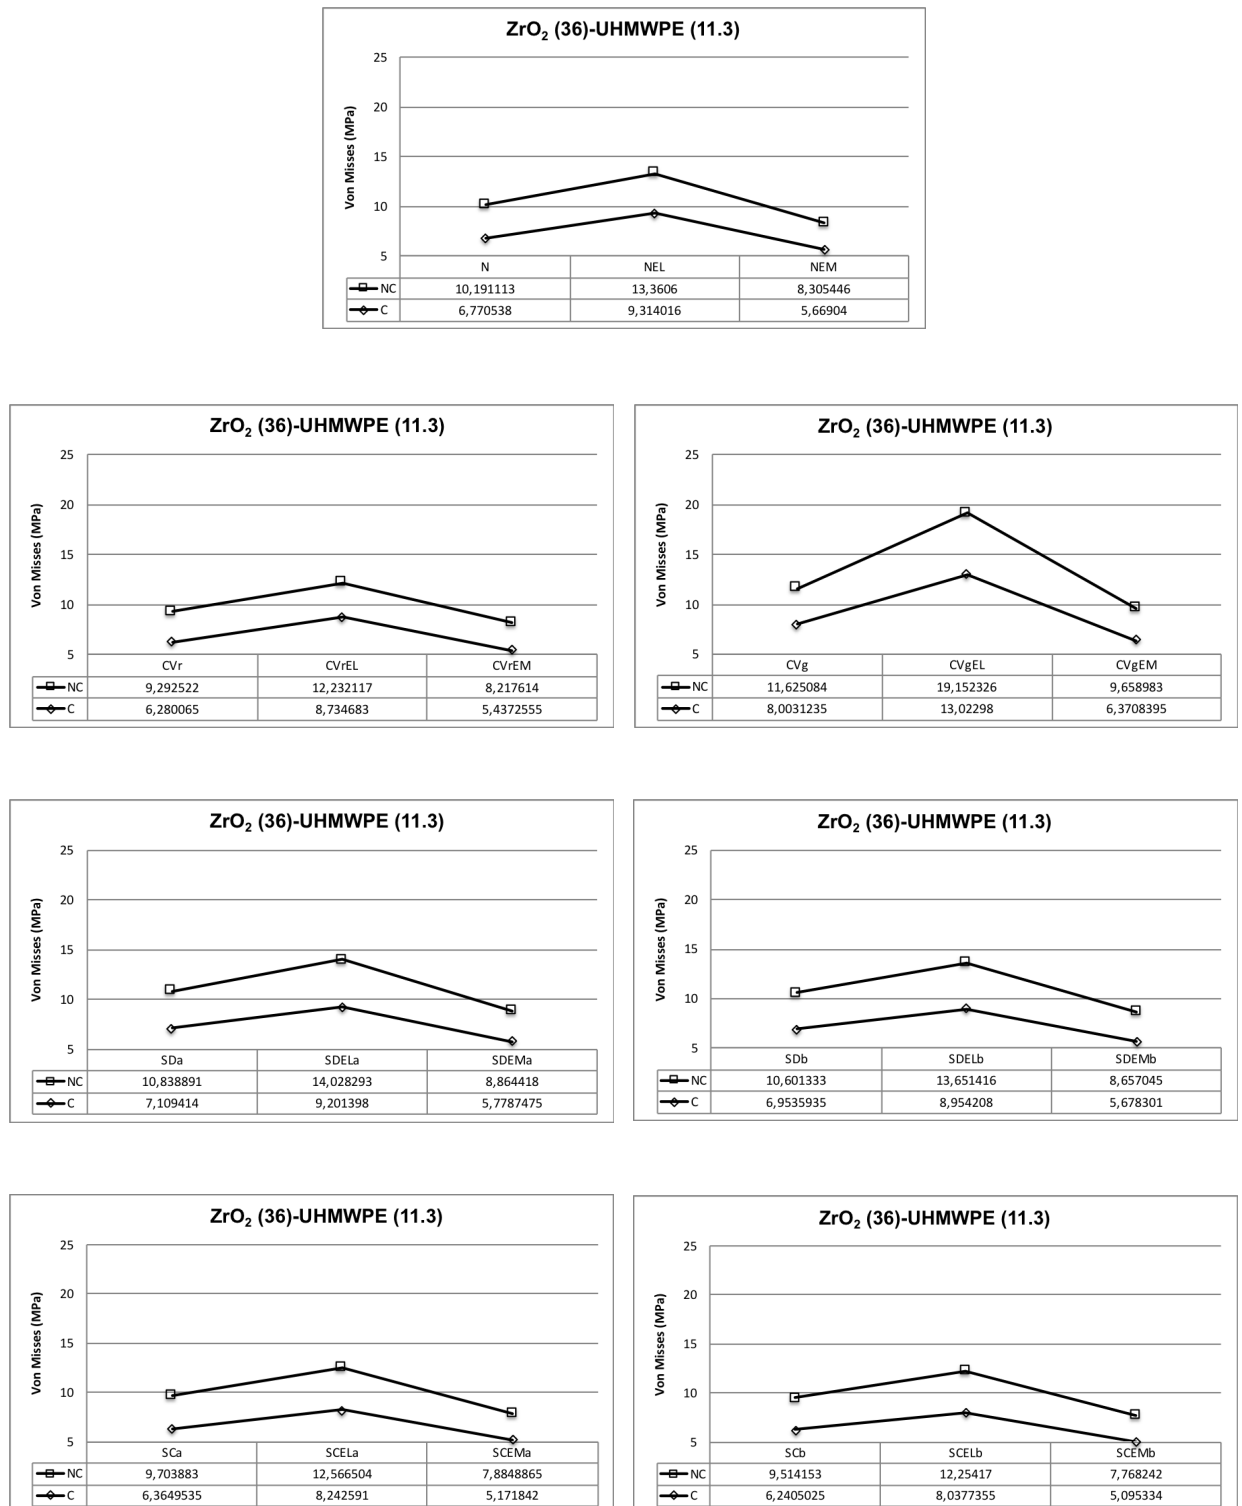 ZrO₂ (36)-UHMWPE (11.3)
Von Misses (MPa)
25
20
15
10
5
N NEL NEM
NC 10,191113 13,3606 8,305446
C 6,770538 9,314016 5,66904
ZrO₂ (36)-UHMWPE (11.3)
Von Misses (MPa)
25
20
15
10
5
CVr CVrEL CVrEM
NC 9,292522 12,232117 8,217614
C 6,280065 8,734683 5,4372555
ZrO₂ (36)-UHMWPE (11.3)
Von Misses (MPa)
25
20
15
10
5
CVg CVgEL CVgEM
NC 11,625084 19,152326 9,658983
C 8,0031235 13,02298 6,3708395
ZrO₂ (36)-UHMWPE (11.3)
Von Misses (MPa)
25
20
15
10
5
SDa SDELa SDEMa
NC 10,838891 14,028293 8,864418
C 7,109414 9,201398 5,7787475
ZrO₂ (36)-UHMWPE (11.3)
Von Misses (MPa)
25
20
15
10
5
SDb SDELb SDEMb
NC 10,601333 13,651416 8,657045
C 6,9535935 8,954208 5,678301
ZrO₂ (36)-UHMWPE (11.3)
Von Misses (MPa)
25
20
15
10
5
SCa SCELa SCEMa
NC 9,703883 12,566504 7,8848865
C 6,3649535 8,242591 5,171842
ZrO₂ (36)-UHMWPE (11.3)
Von Misses (MPa)
25
20
15
10
5
SCb SCELb SCEMb
NC 9,514153 12,25417 7,768242
C 6,2405025 8,0377355 5,095334